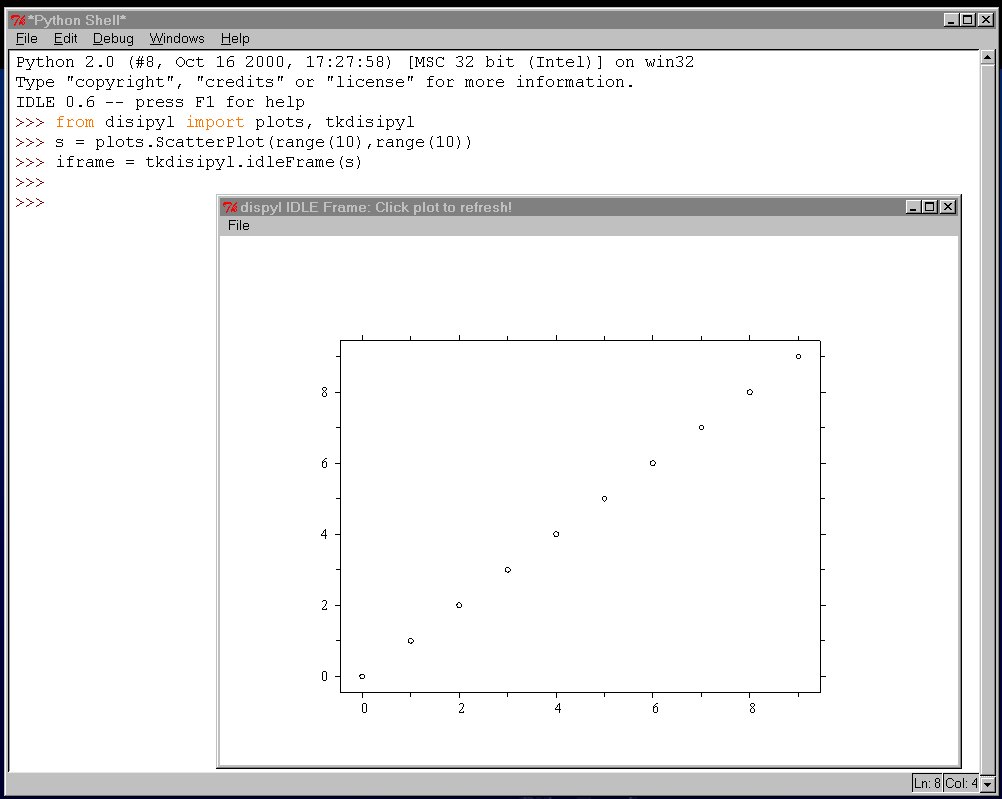 *Python Shell*
File Edit Debug Windows Help
Python 2.0 (#8, Oct 16 2000, 17:27:58) [MSC 32 bit (Intel)] on win32
Type "copyright", "credits" or "license" for more information.
IDLE 0.6 -- press F1 for help
>>> from disipyl import plots, tkdisipyl
>>> s = plots.ScatterPlot(range(10),range(10))
>>> iframe = tkdisipyl.idleFrame(s)
>>>
>>>
dispyl IDLE Frame: Click plot to refresh!
File
8
6
4
2
0
0 2 4 6 8
Ln: 8 Col: 4